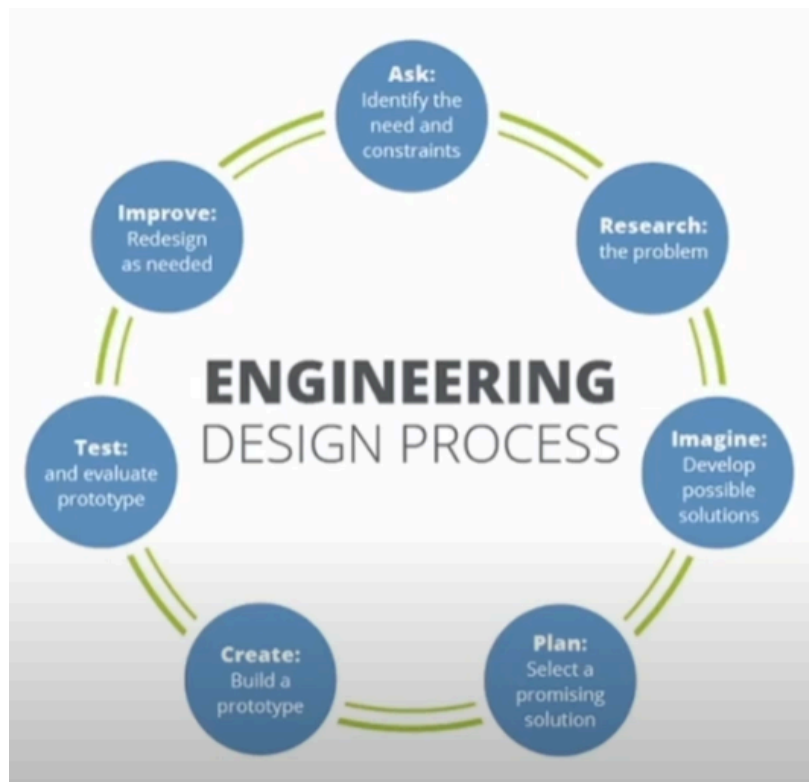 Ask:
Identify the
need and
constraints
Research:
the problem
Imagine:
Develop
possible
solutions
Plan:
Select a
promising
solution
Create:
Build a
prototype
Test:
and evaluate
prototype
Improve:
Redesign
as needed
ENGINEERING
DESIGN PROCESS